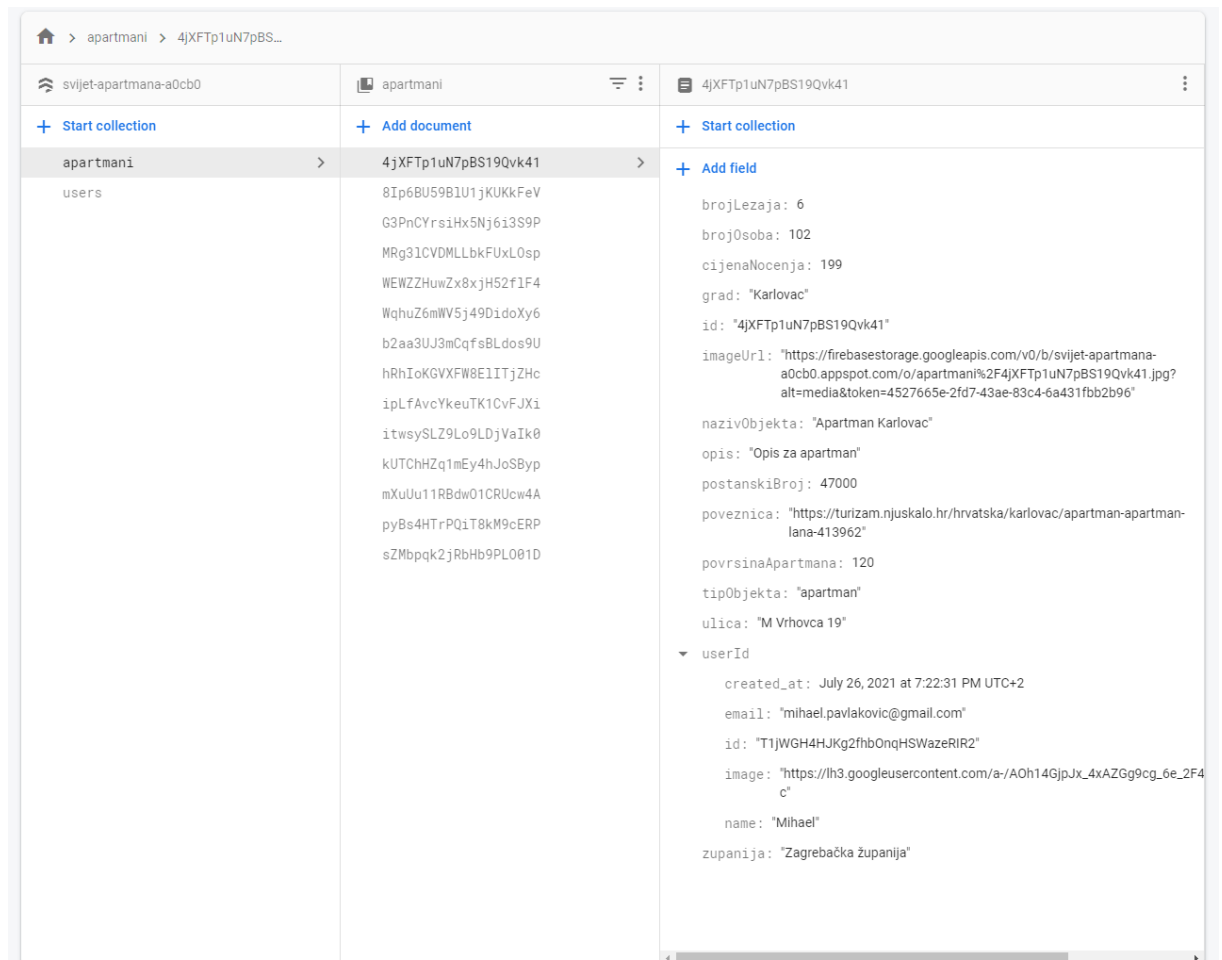 apartmani
4jXFTp1uN7pBS…
svijet-apartmana-a0cb0
apartmani
4jXFTp1uN7pBS19Qvk41
Start collection
Add document
Start collection
apartmani
users
4jXFTp1uN7pBS19Qvk41
8Ip6BU59BlU1jKUKkFeV
G3PnCYrsiHx5Nj6i3S9P
MRg3lCVDMLLbkFUxLOsp
WEWZZHuwZx8xjH52flF4
WqhuZ6mWV5j49DidoXy6
b2aa3UJ3mCqfsBLdos9U
hRhIoKGVXFW8ElITjZHc
ipLfAvcYkeuTK1CvFJXi
itwsySLZ9Lo9LDjVaIk0
kUTChHZq1mEy4hJoSByp
mXuUu11RBdwO1CRUcw4A
pyBs4HTrPQiT8kM9cERP
sZMbpqk2jRbHb9PLO01D
Add field
brojLezaja: 6
brojOsoba: 102
cijenaNocenja: 199
grad: "Karlovac"
id: "4jXFTp1uN7pBS19Qvk41"
imageUrl: "https://firebasestorage.googleapis.com/v0/b/svijet-apartmana-
a0cb0.appspot.com/o/apartmani%2F4jXFTp1uN7pBS19Qvk41.jpg?
alt=media&token=4527665e-2fd7-43ae-83c4-6a431fbb2b96"
nazivObjekta: "Apartman Karlovac"
opis: "Opis za apartman"
postanskiBroj: 47000
poveznica: "https://turizam.njuskalo.hr/hrvatska/karlovac/apartman-apartman-
lana-413962"
povrsinaApartmana: 120
tipObjekta: "apartman"
ulica: "M Vrhovca 19"
userId
created_at: July 26, 2021 at 7:22:31 PM UTC+2
email: "mihael.pavlakovic@gmail.com"
id: "T1jWGH4HJKg2fhbOnqHSWazeRIR2"
image: "https://lh3.googleusercontent.com/a-/AOh14GjpJx_4xAZGg9cg_6e_2F4
c"
name: "Mihael"
zupanija: "Zagrebačka županija"